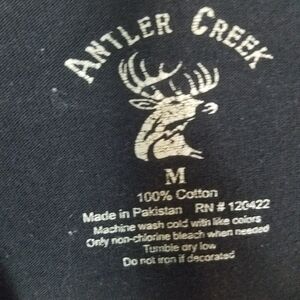 ANTLER CREEK
M
100% Cotton
Made in Pakistan RN # 120422
Machine wash cold with like colors
Only non-chlorine bleach when needed
Tumble dry low
Do not iron if decorated